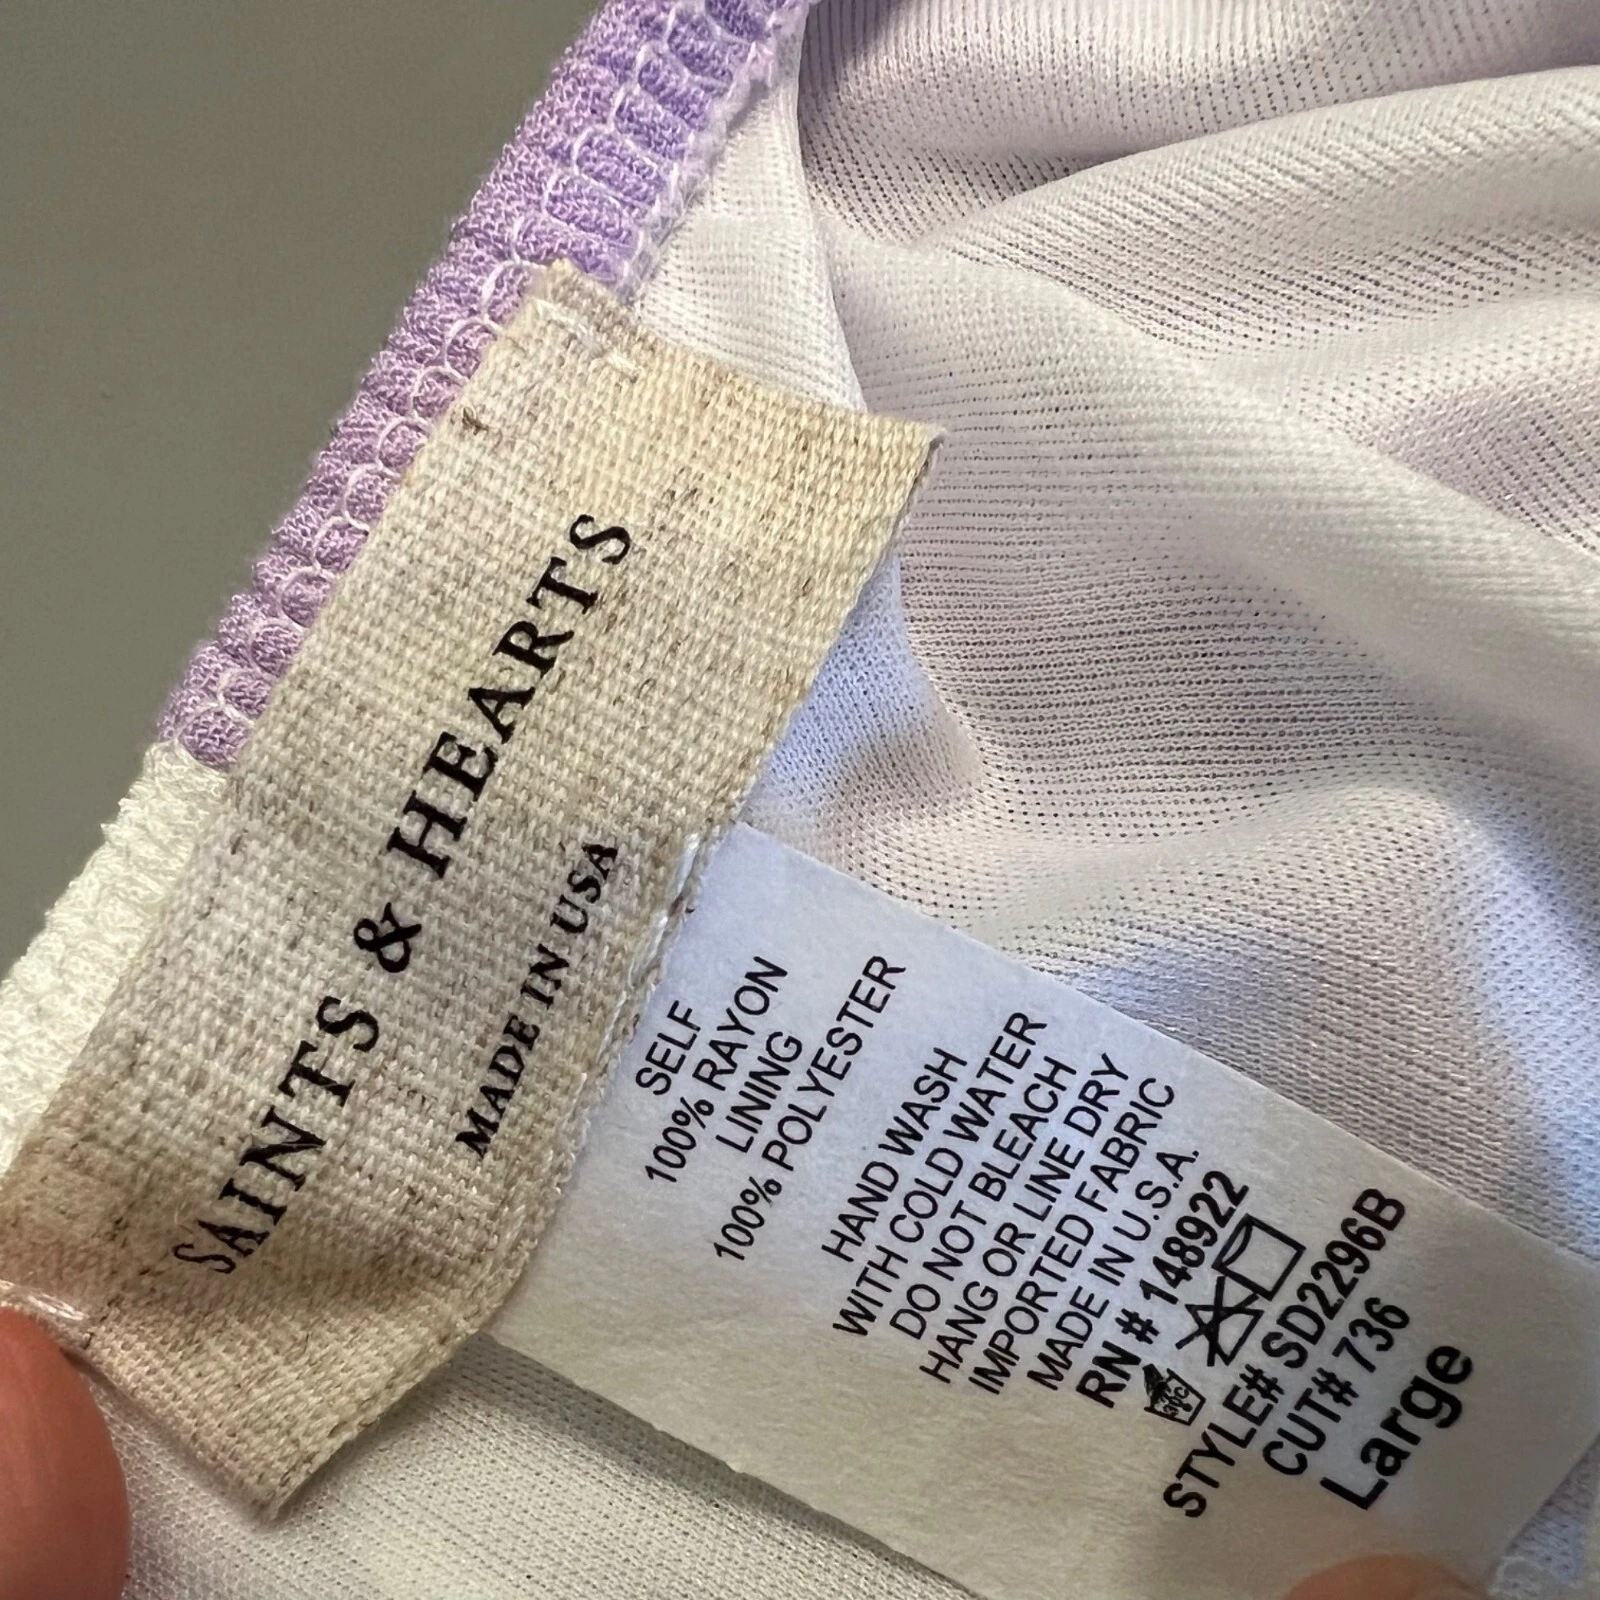 SAINTS & HEARTS
MADE IN USA
SELF
100% RAYON
LINING
100% POLYESTER
HAND WASH
WITH COLD WATER
DO NOT BLEACH
HANG OR LINE DRY
IMPORTED FABRIC
MADE IN U.S.A.
RN # 148922
30°C
STYLE# SD2296B
CUT# 736
Large